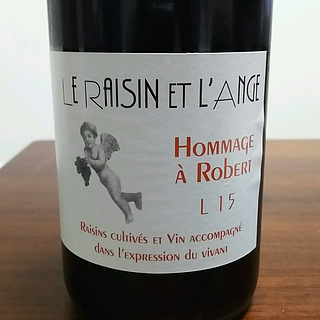 LE RAISIN ET L'ANGE
HOMMAGE
À ROBERT
L 15
RAISINS CULTIVÉS ET VIN ACCOMPAGNÉ
DANS L'EXPRESSION DU VIVANT